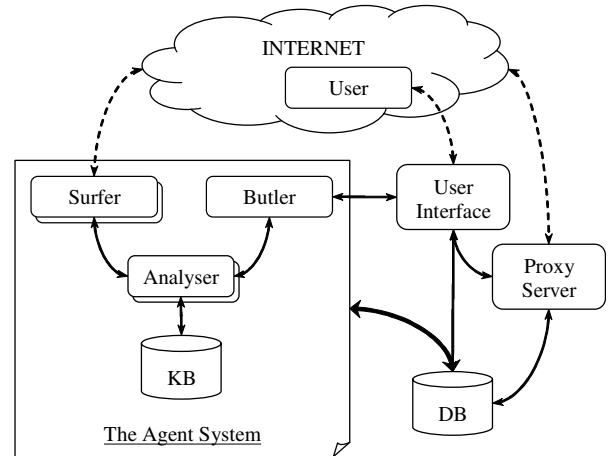 INTERNET
User
Surfer
Butler
User
Interface
Analyser
Proxy
Server
KB
DB
The Agent System